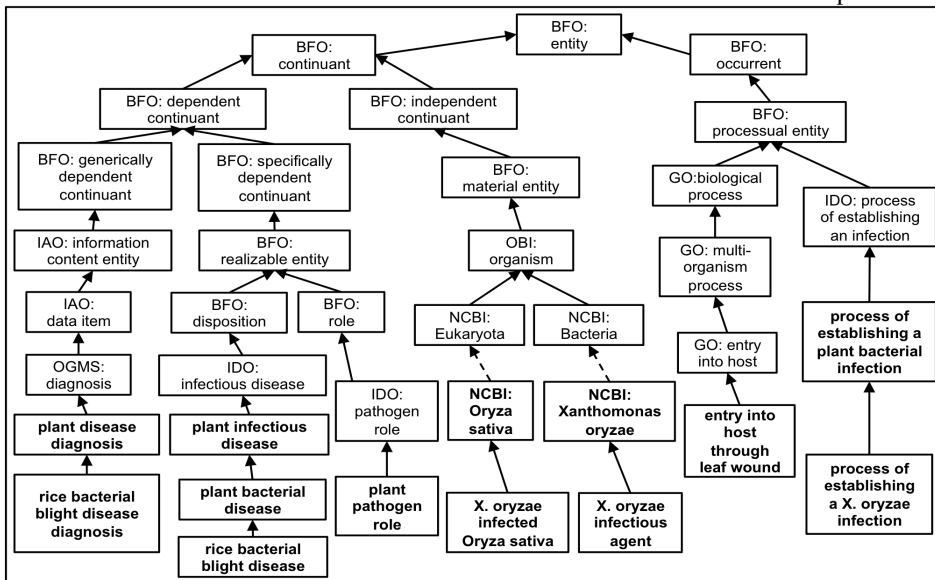 BFO:
entity
BFO:
continuant
BFO:
occurrent
BFO: dependent
continuant
BFO: independent
continuant
BFO:
processual entity
BFO: generically
dependent
continuant
BFO: specifically
dependent
continuant
BFO:
material entity
GO:biological
process
IDO: process
of establishing
an infection
IAO: information
content entity
BFO:
realizable entity
OBI:
organism
GO: multi-
organism
process
IAO:
data item
BFO:
disposition
BFO:
role
NCBI:
Eukaryota
NCBI:
Bacteria
process of
establishing a
plant bacterial
infection
OGMS:
diagnosis
IDO:
infectious disease
GO: entry
into host
IDO:
pathogen
role
NCBI:
Oryza
sativa
NCBI:
Xanthomonas
oryzae
entry into
host
through
leaf wound
plant disease
diagnosis
plant infectious
disease
rice bacterial
blight disease
diagnosis
plant bacterial
disease
plant
pathogen
role
X. oryzae
infected
Oryza sativa
X. oryzae
infectious
agent
process of
establishing
a X. oryzae
infection
rice bacterial
blight disease